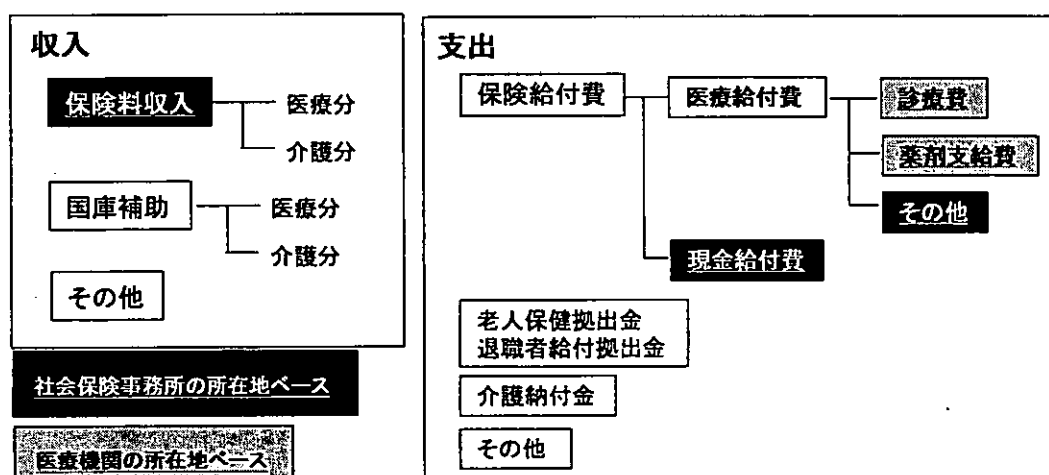 収入
保険料収入
医療分
介護分
国庫補助
医療分
介護分
その他
社会保険事務所の所在地ベース
医療機関の所在地ベース
支出
保険給付費
医療給付費
診療費
薬剤支給費
その他
現金給付費
老人保健拠出金
退職者給付拠出金
介護納付金
その他